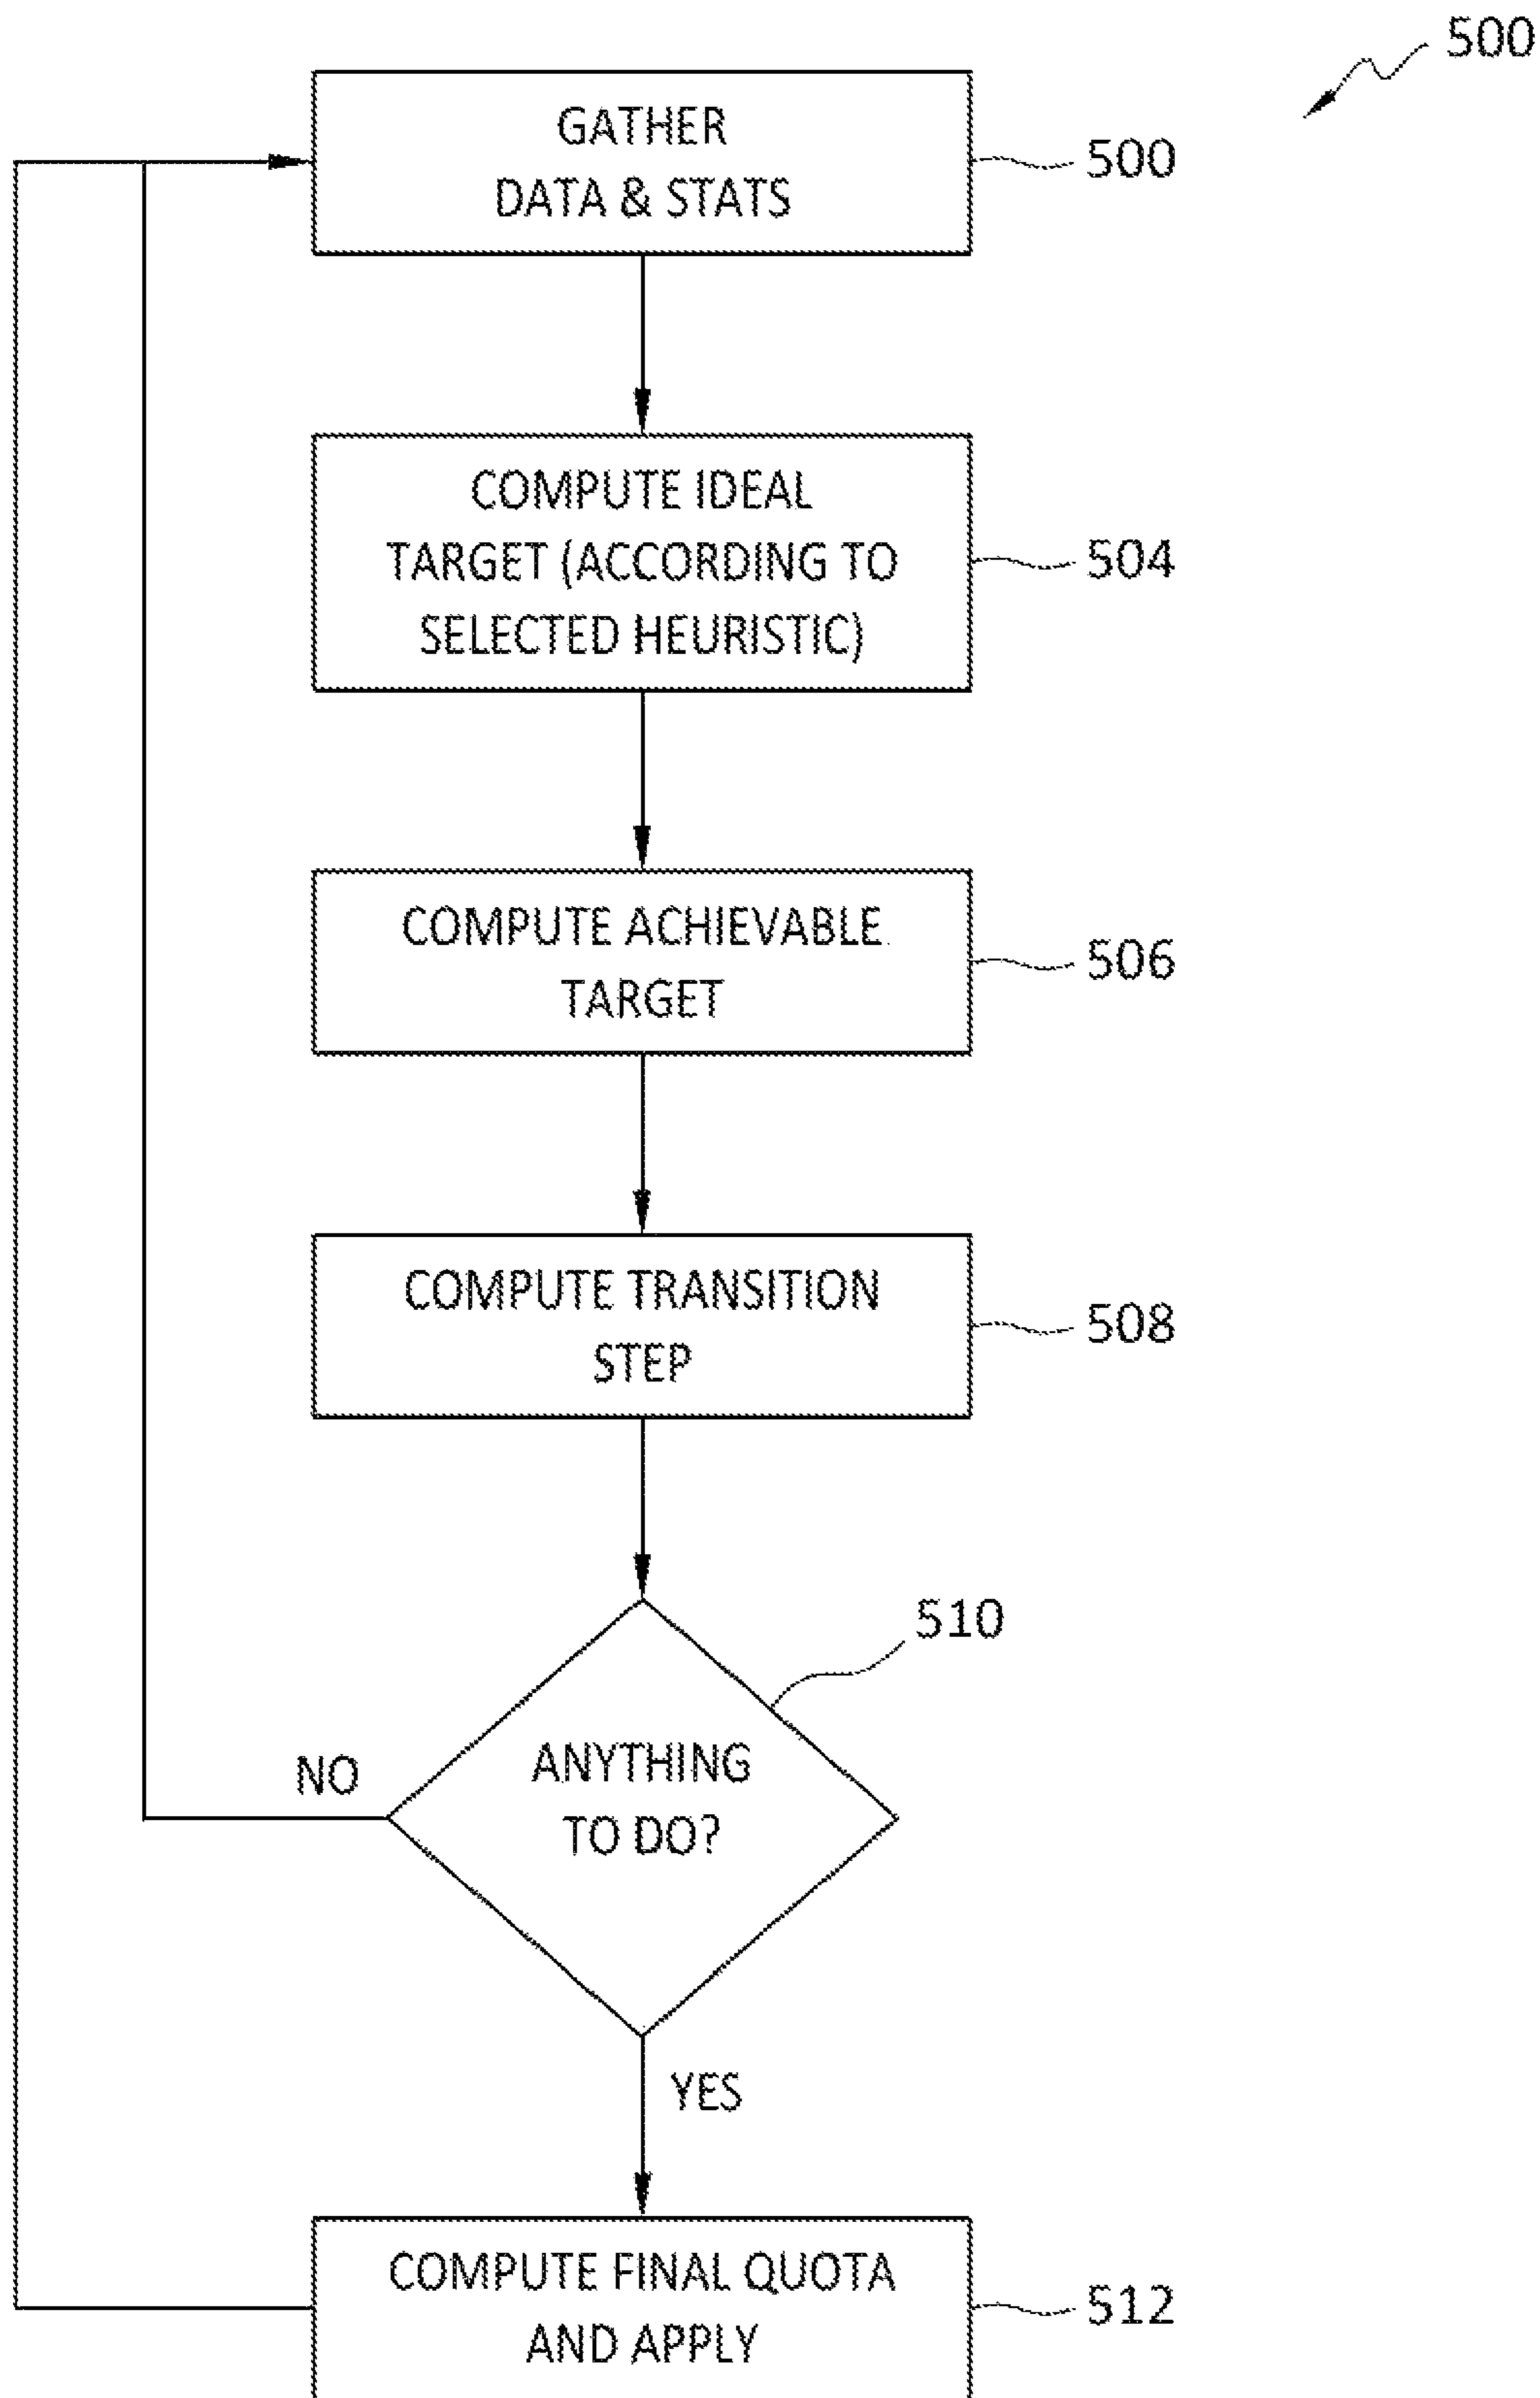 500
GATHER
DATA & STATS
500
COMPUTE IDEAL
TARGET (ACCORDING TO
SELECTED HEURISTIC)
504
COMPUTE ACHIEVABLE
TARGET
506
COMPUTE TRANSITION
STEP
508
510
ANYTHING
TO DO?
NO
YES
COMPUTE FINAL QUOTA
AND APPLY
512